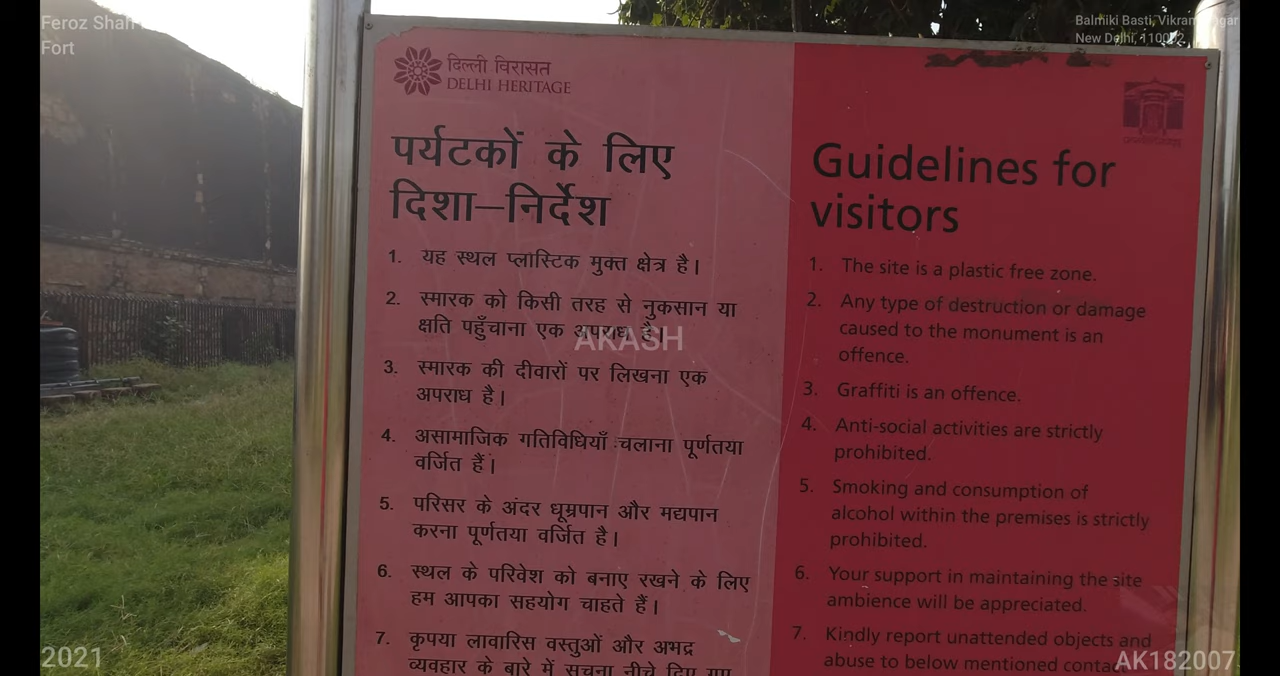 Feroz Shah
Fort
Balmiki Basti, Vikram Nagar
New Delhi, 110002
दिल्ली विरासत
DELHI HERITAGE
पर्यटकों के लिए
दिशा–निर्देश
1. यह स्थल प्लास्टिक मुक्त क्षेत्र है।
2. स्मारक को किसी तरह से नुकसान या
क्षति पहुँचाना एक अपराध है।
3. स्मारक की दीवारों पर लिखना एक
अपराध है।
4. असामाजिक गतिविधियाँ चलाना पूर्णतया
वर्जित हैं।
5. परिसर के अंदर धूम्रपान और मद्यपान
करना पूर्णतया वर्जित है।
6. स्थल के परिवेश को बनाए रखने के लिए
हम आपका सहयोग चाहते हैं।
7. कृपया लावारिस वस्तुओं और अभद्र
व्यवहार के बारे में सूचना नीचे दिए गए
AKASH
Guidelines for
visitors
1. The site is a plastic free zone.
2. Any type of destruction or damage
caused to the monument is an
offence.
3. Graffiti is an offence.
4. Anti-social activities are strictly
prohibited.
5. Smoking and consumption of
alcohol within the premises is strictly
prohibited.
6. Your support in maintaining the site
ambience will be appreciated.
7. Kindly report unattended objects and
abuse to below mentioned
2021
AK182007